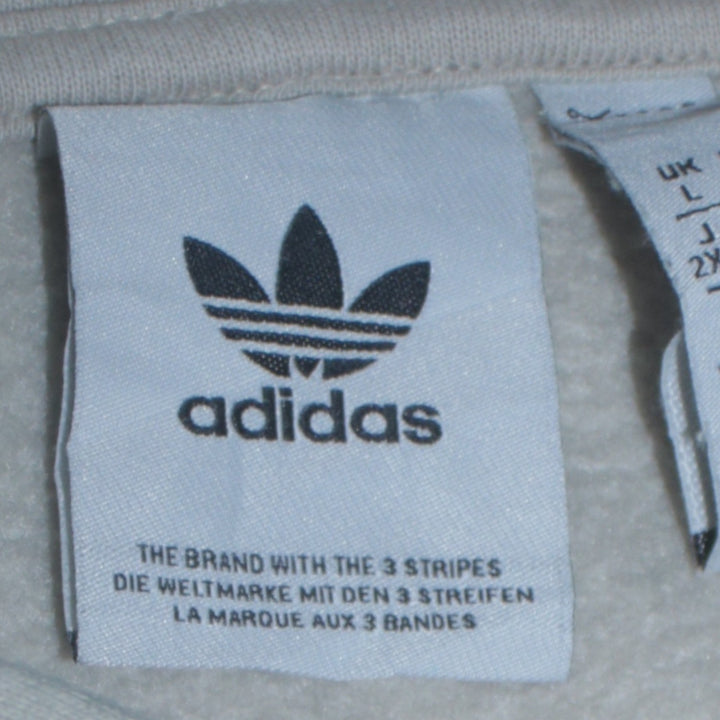 adidas
THE BRAND WITH THE 3 STRIPES
DIE WELTMARKE MIT DEN 3 STREIFEN
LA MARQUE AUX 3 BANDES
UK
L
J
2X